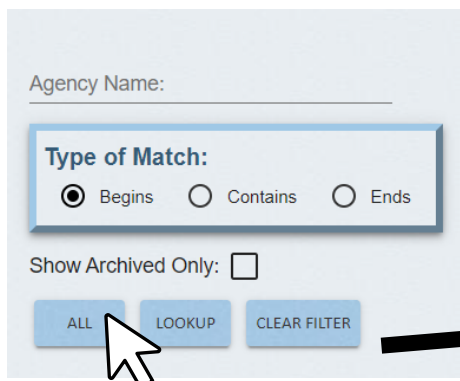 Agency Name:
Type of Match:
Begins Contains Ends
Show Archived Only:
ALL LOOKUP CLEAR FILTER